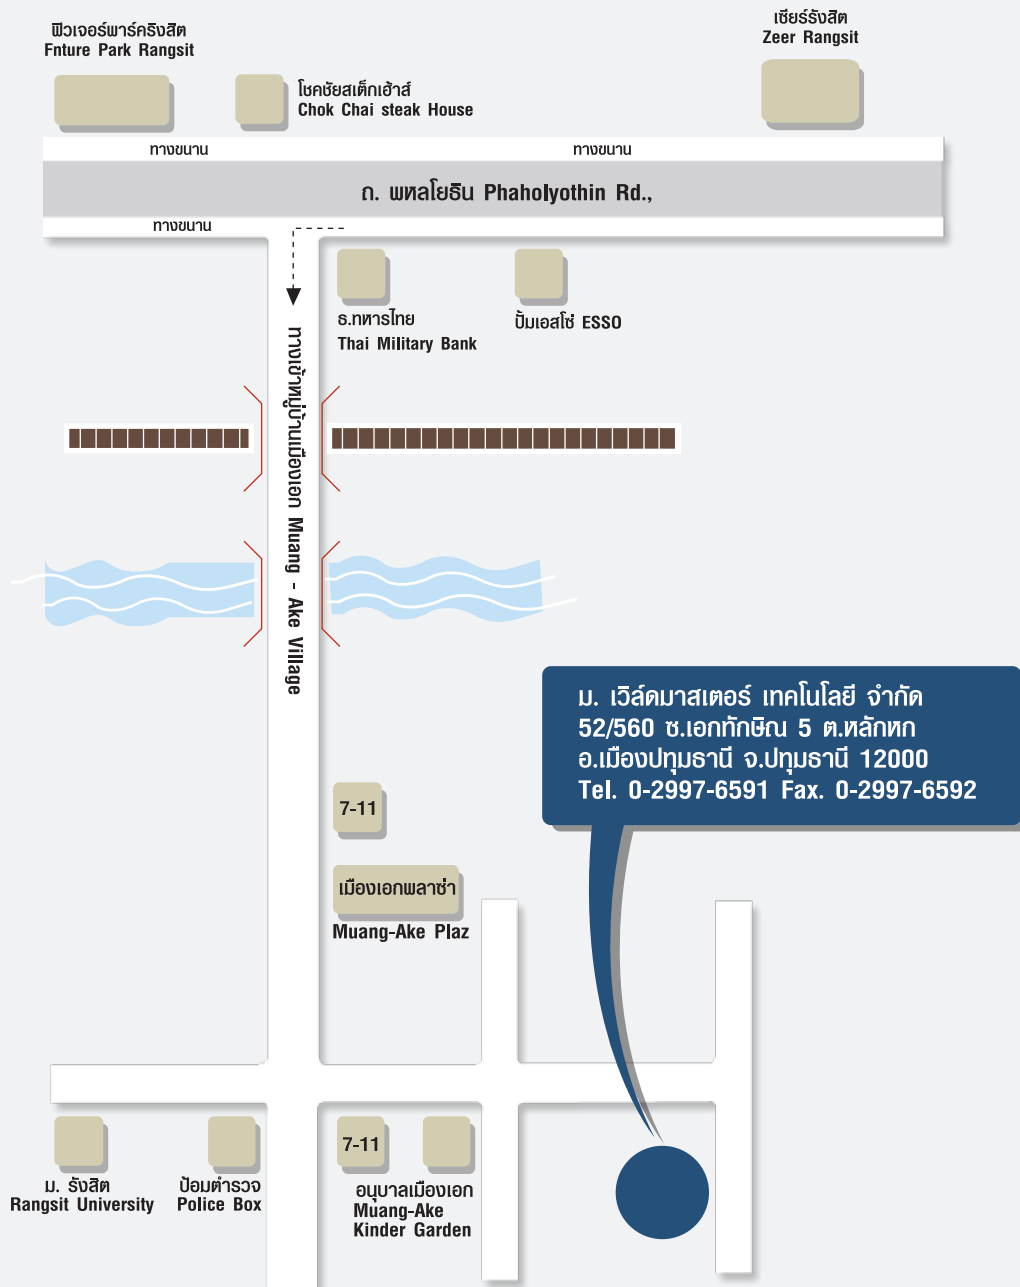 ฟิวเจอร์พาร์ครังสิต
Fnture Park Rangsit
เซียร์รังสิต
Zeer Rangsit
โชคชัยสเต็กเฮ้าส์
Chok Chai steak House
ทางขนาน
ทางขนาน
ถ. พหลโยธิน Phaholyothin Rd.,
ทางขนาน
ธ.ทหารไทย
Thai Military Bank
ปั้มเอสโซ่ ESSO
ทางเข้าหมู่บ้านเมืองเอก Muang - Ake Village
ม. เวิล์ดมาสเตอร์ เทคโนโลยี จำกัด
52/560 ซ.เอกทักษิณ 5 ต.หลักหก
อ.เมืองปทุมธานี จ.ปทุมธานี 12000
Tel. 0-2997-6591 Fax. 0-2997-6592
7-11
เมืองเอกพลาซ่า
Muang-Ake Plaz
7-11
ม. รังสิต
Rangsit University
ป้อมตำรวจ
Police Box
อนุบาลเมืองเอก
Muang-Ake
Kinder Garden